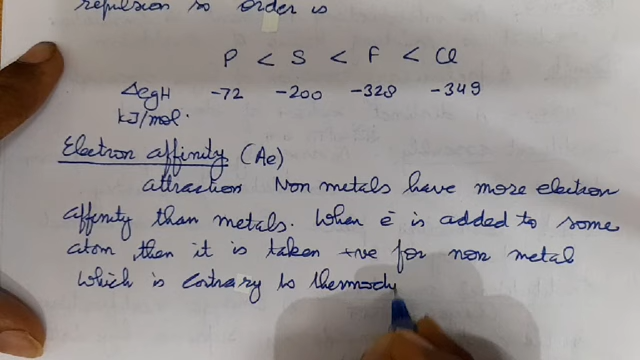 repulsion so order is
P < S < F < Cl
ΔegH -72 -200 -328 -349
kJ/mol.
Electron affinity (Ae)
attraction Non metals have more electron
affinity than metals. When e̅ is added to some
atom then it is taken +ve for non metal
which is contrary to thermody